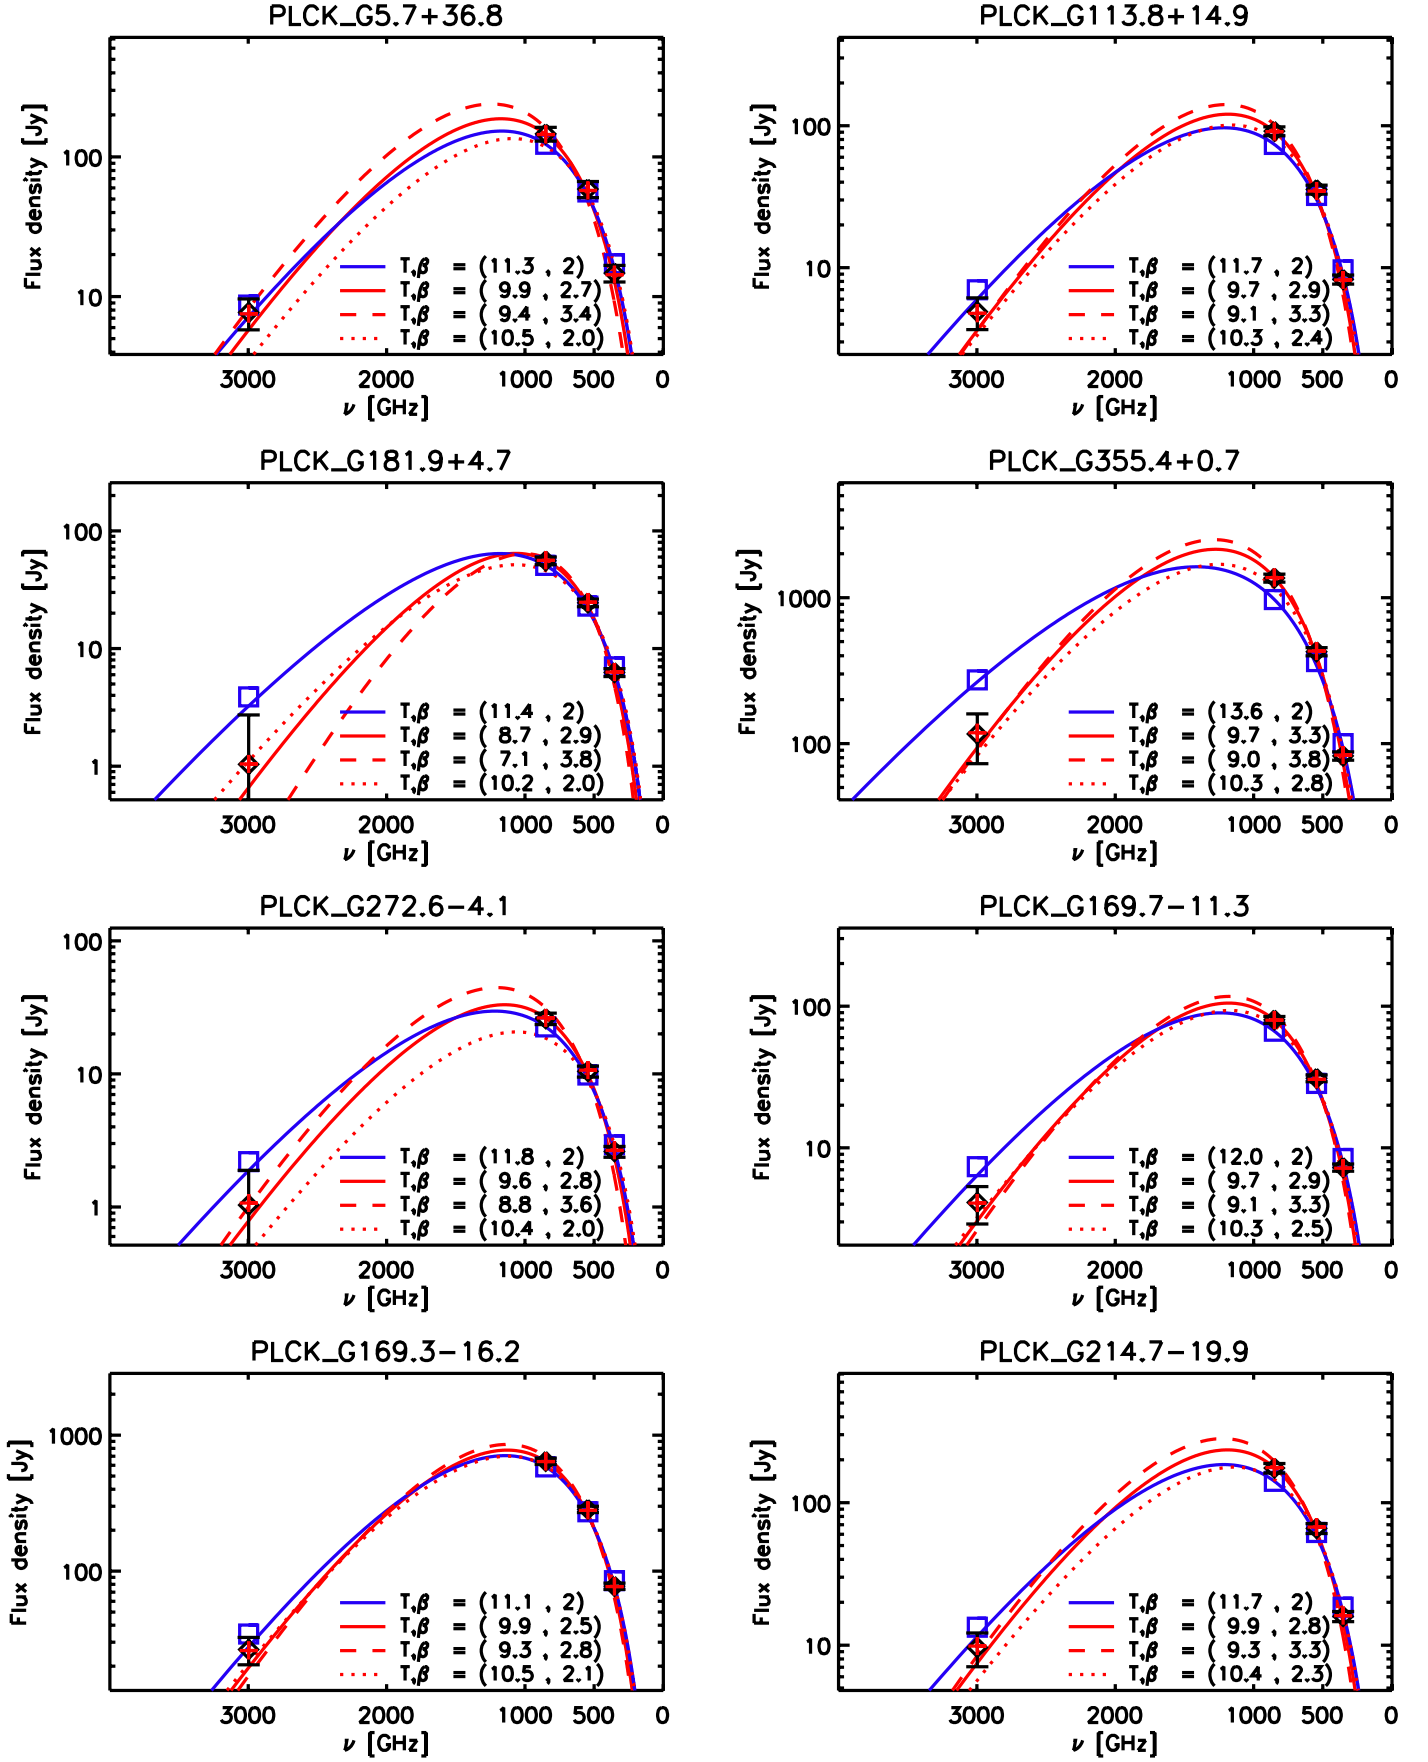 PLCK_G5.7+36.8
Flux density [Jy]
100
10
T,β = (11.3 , 2)
T,β = ( 9.9 , 2.7)
T,β = ( 9.4 , 3.4)
T,β = (10.5 , 2.0)
3000 2000 1000 500 0
ν [GHz]
PLCK_G113.8+14.9
Flux density [Jy]
100
10
T,β = (11.7 , 2)
T,β = ( 9.7 , 2.9)
T,β = ( 9.1 , 3.3)
T,β = (10.3 , 2.4)
3000 2000 1000 500 0
ν [GHz]
PLCK_G181.9+4.7
Flux density [Jy]
100
10
1
T,β = (11.4 , 2)
T,β = ( 8.7 , 2.9)
T,β = ( 7.1 , 3.8)
T,β = (10.2 , 2.0)
3000 2000 1000 500 0
ν [GHz]
PLCK_G355.4+0.7
Flux density [Jy]
1000
100
T,β = (13.6 , 2)
T,β = ( 9.7 , 3.3)
T,β = ( 9.0 , 3.8)
T,β = (10.3 , 2.8)
3000 2000 1000 500 0
ν [GHz]
PLCK_G272.6−4.1
Flux density [Jy]
100
10
1
T,β = (11.8 , 2)
T,β = ( 9.6 , 2.8)
T,β = ( 8.8 , 3.6)
T,β = (10.4 , 2.0)
3000 2000 1000 500 0
ν [GHz]
PLCK_G169.7−11.3
Flux density [Jy]
100
10
T,β = (12.0 , 2)
T,β = ( 9.7 , 2.9)
T,β = ( 9.1 , 3.3)
T,β = (10.3 , 2.5)
3000 2000 1000 500 0
ν [GHz]
PLCK_G169.3−16.2
Flux density [Jy]
1000
100
T,β = (11.1 , 2)
T,β = ( 9.9 , 2.5)
T,β = ( 9.3 , 2.8)
T,β = (10.5 , 2.1)
3000 2000 1000 500 0
ν [GHz]
PLCK_G214.7−19.9
Flux density [Jy]
100
10
T,β = (11.7 , 2)
T,β = ( 9.9 , 2.8)
T,β = ( 9.3 , 3.3)
T,β = (10.4 , 2.3)
3000 2000 1000 500 0
ν [GHz]